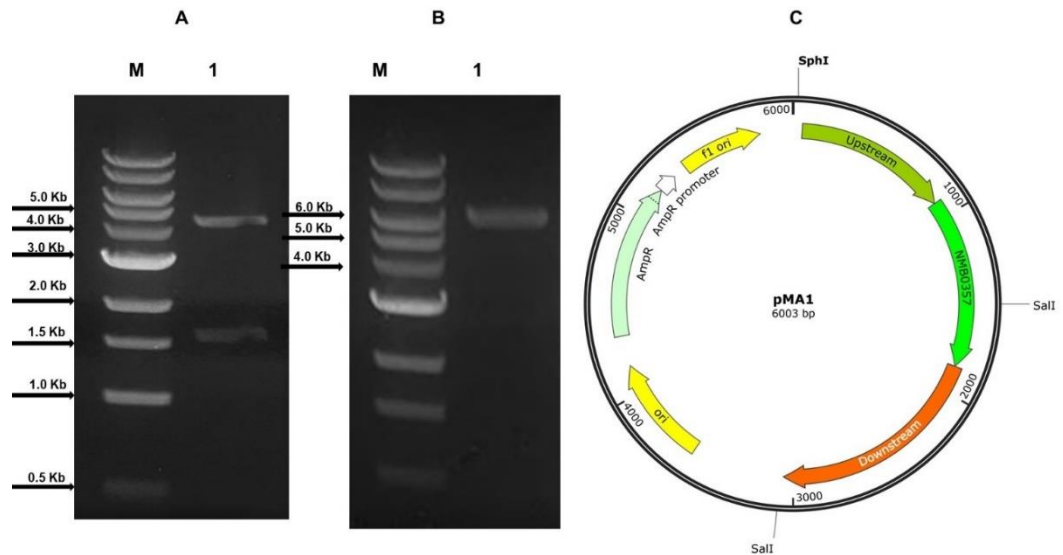 A
B
C
M
1
M
1
5.0 Kb
4.0 Kb
3.0 Kb
2.0 Kb
1.5 Kb
1.0 Kb
0.5 Kb
6.0 Kb
5.0 Kb
4.0 Kb
SphI
6000
Upstream
1000
NMB0357
SalI
2000
Downstream
3000
SalI
ori
4000
AmpR
5000
AmpR promoter
f1 ori
pMA1
6003 bp